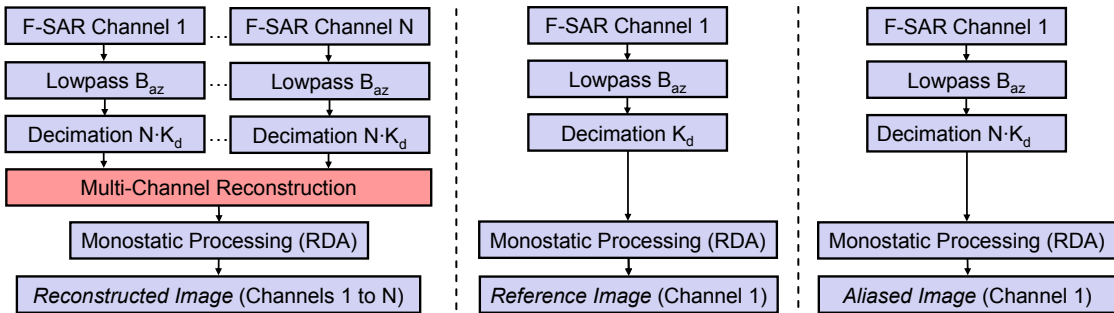 F-SAR Channel 1 … F-SAR Channel N
Lowpass B_az … Lowpass B_az
Decimation N·K_d … Decimation N·K_d
Multi-Channel Reconstruction
Monostatic Processing (RDA)
Reconstructed Image (Channels 1 to N)
F-SAR Channel 1
Lowpass B_az
Decimation K_d
Monostatic Processing (RDA)
Reference Image (Channel 1)
F-SAR Channel 1
Lowpass B_az
Decimation N·K_d
Monostatic Processing (RDA)
Aliased Image (Channel 1)